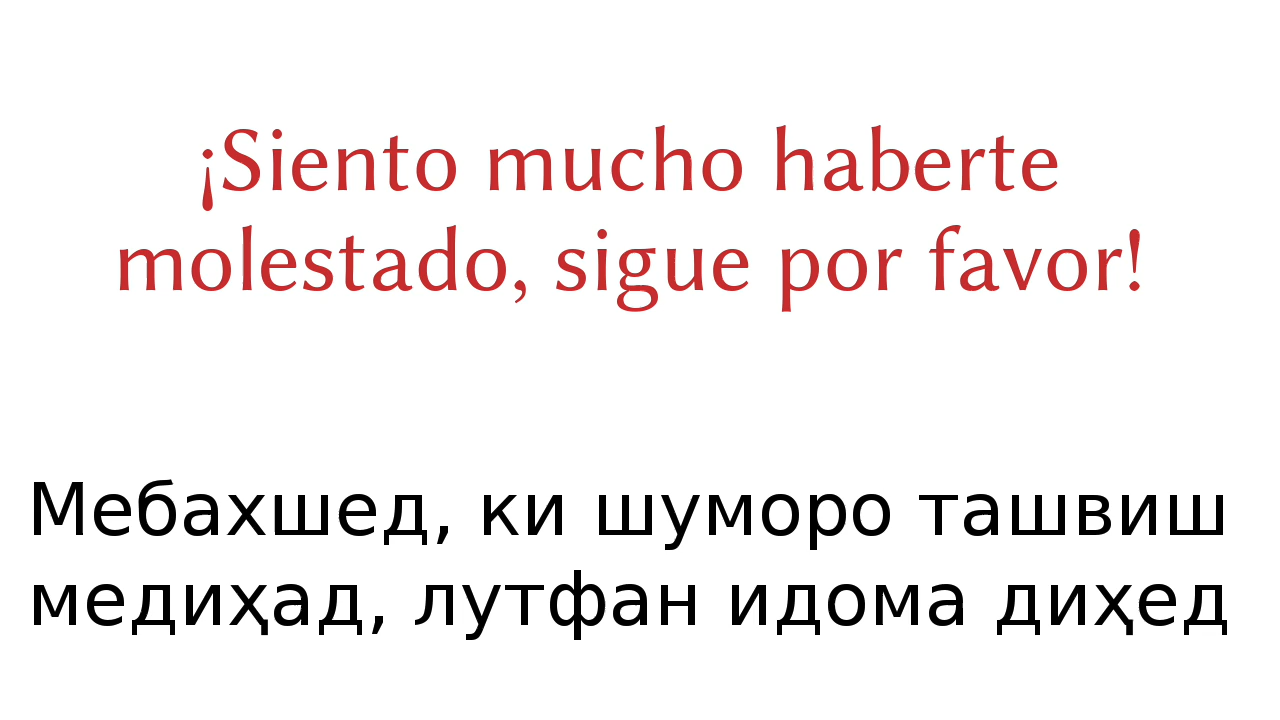 ¡Siento mucho haberte
molestado, sigue por favor!
Мебахшед, ки шуморо ташвиш
медиҳад, лутфан идома диҳед